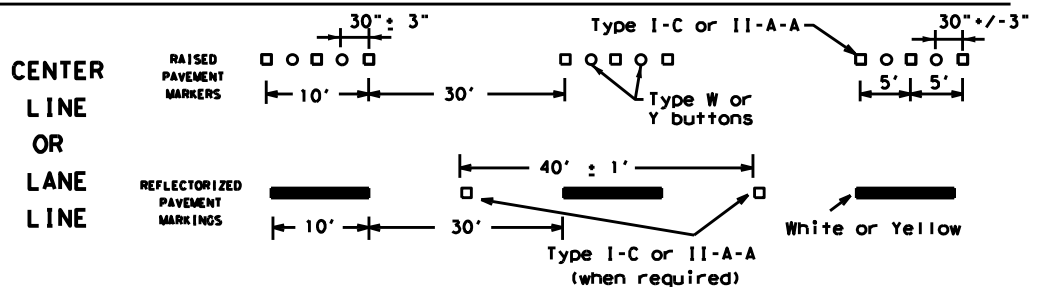 CENTER
LINE
OR
LANE
LINE
RAISED
PAVEMENT
MARKERS
30"± 3"
10'
30'
Type I-C or II-A-A
Type W or
Y buttons
30"+/-3"
5'
5'
REFLECTORIZED
PAVEMENT
MARKINGS
10'
30'
40' ± 1'
Type I-C or II-A-A
(when required)
White or Yellow